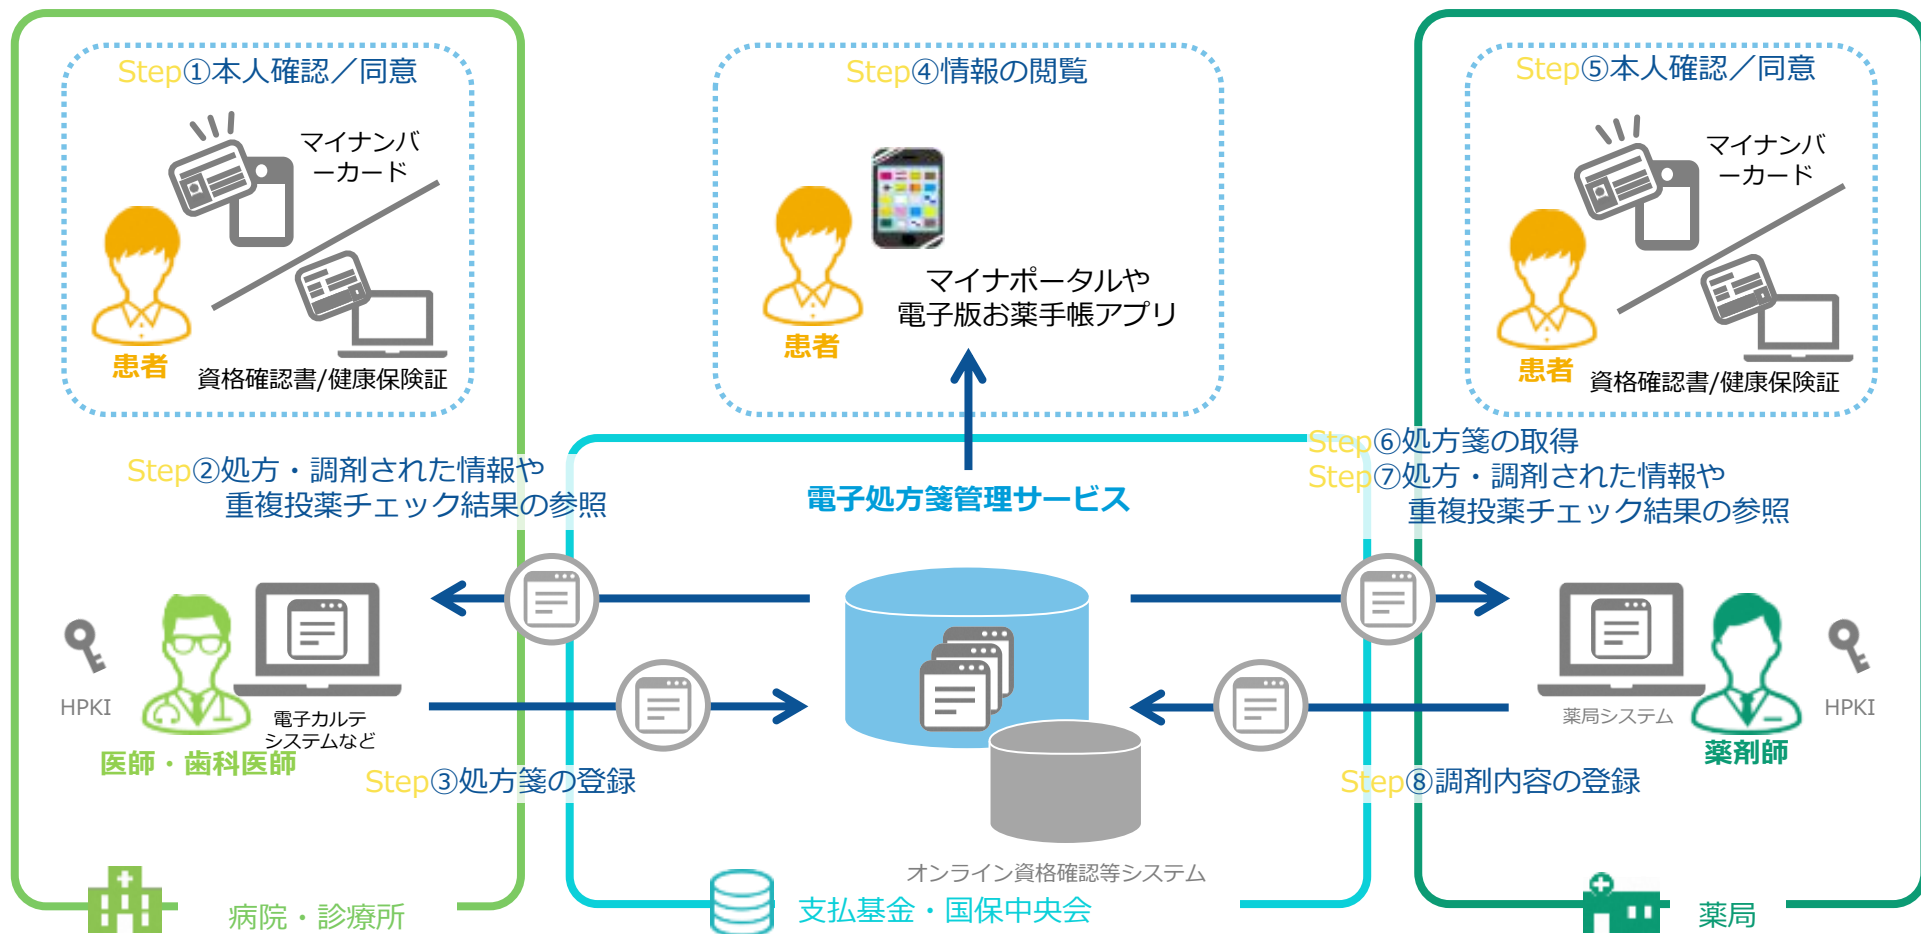 Step①本人確認／同意
マイナンバ
ーカード
患者
資格確認書/健康保険証
Step②処方・調剤された情報や
重複投薬チェック結果の参照
HPKI
電子カルテ
システムなど
医師・歯科医師
Step③処方箋の登録
病院・診療所
Step④情報の閲覧
マイナポータルや
電子版お薬手帳アプリ
患者
電子処方箋管理サービス
オンライン資格確認等システム
支払基金・国保中央会
Step⑤本人確認／同意
マイナンバ
ーカード
患者
資格確認書/健康保険証
Step⑥処方箋の取得
Step⑦処方・調剤された情報や
重複投薬チェック結果の参照
薬局システム
HPKI
薬剤師
Step⑧調剤内容の登録
薬局